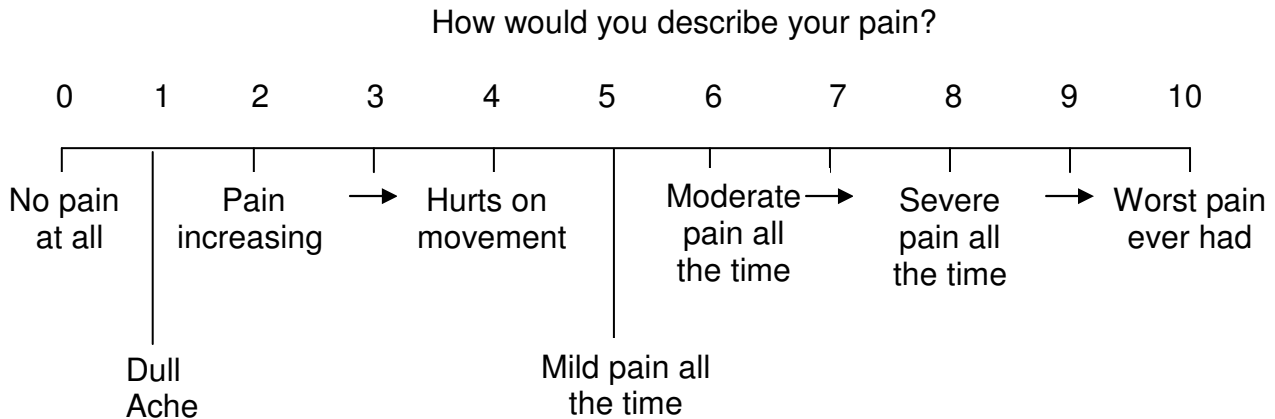 How would you describe your pain?
0 1 2 3 4 5 6 7 8 9 10
No pain
at all
Pain
increasing
Hurts on
movement
Moderate
pain all
the time
Severe
pain all
the time
Worst pain
ever had
Dull
Ache
Mild pain all
the time